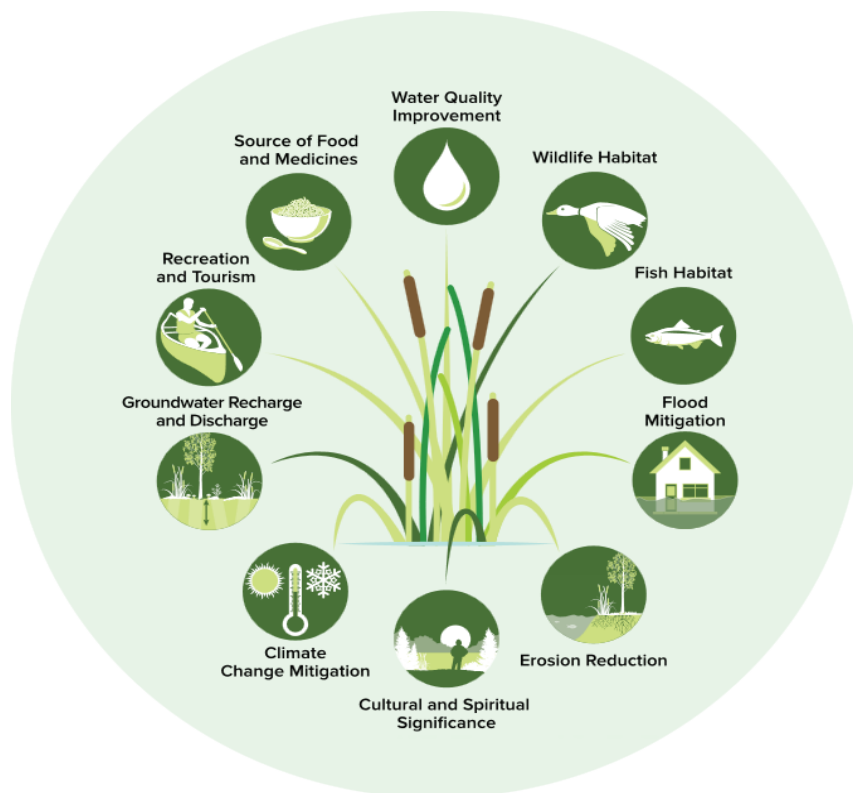 Water Quality
Improvement
Source of Food
and Medicines
Wildlife Habitat
Recreation
and Tourism
Fish Habitat
Groundwater Recharge
and Discharge
Flood
Mitigation
Climate
Change Mitigation
Erosion Reduction
Cultural and Spiritual
Significance